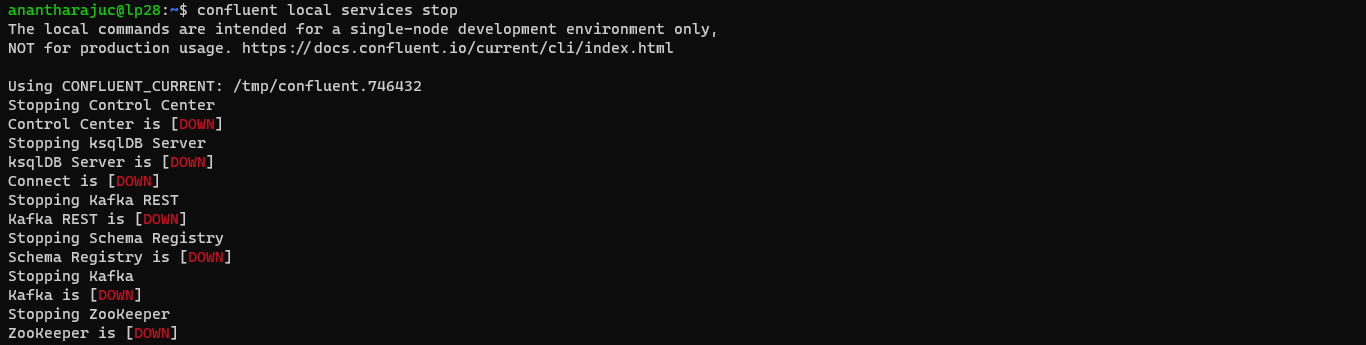 anantharajuc@lp28:~$ confluent local services stop
The local commands are intended for a single-node development environment only,
NOT for production usage. https://docs.confluent.io/current/cli/index.html
Using CONFLUENT_CURRENT: /tmp/confluent.746432
Stopping Control Center
Control Center is [DOWN]
Stopping ksqlDB Server
ksqlDB Server is [DOWN]
Connect is [DOWN]
Stopping Kafka REST
Kafka REST is [DOWN]
Stopping Schema Registry
Schema Registry is [DOWN]
Stopping Kafka
Kafka is [DOWN]
Stopping ZooKeeper
ZooKeeper is [DOWN]